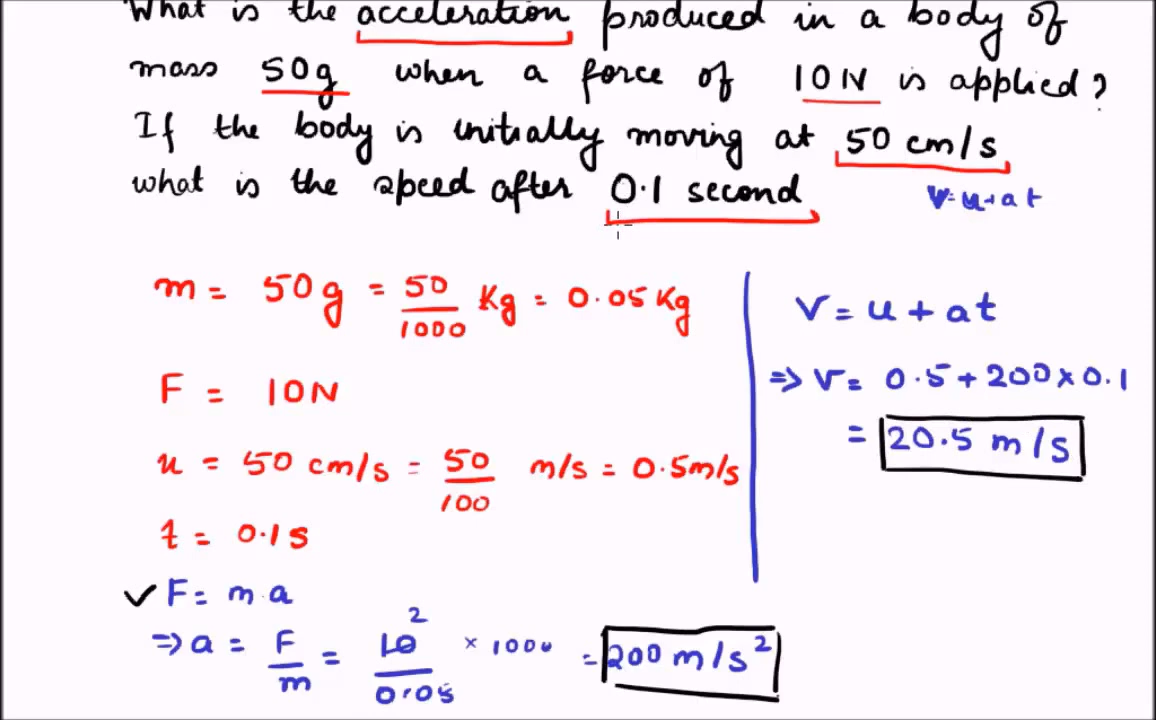 What is the acceleration produced in a body of
mass 50g when a force of 10N is applied?
If the body is initially moving at 50 cm/s
what is the speed after 0.1 second
v=u+at
m = 50g = 50/1000 Kg = 0.05Kg
F = 10N
u = 50 cm/s = 50/100 m/s = 0.5m/s
t = 0.1s
✓ F = m.a
⇒ a = F/m = 10 2/0.05 × 1000 = 200 m/s²
V = u + at
⇒ V = 0.5 + 200 × 0.1
= 20.5 m/s